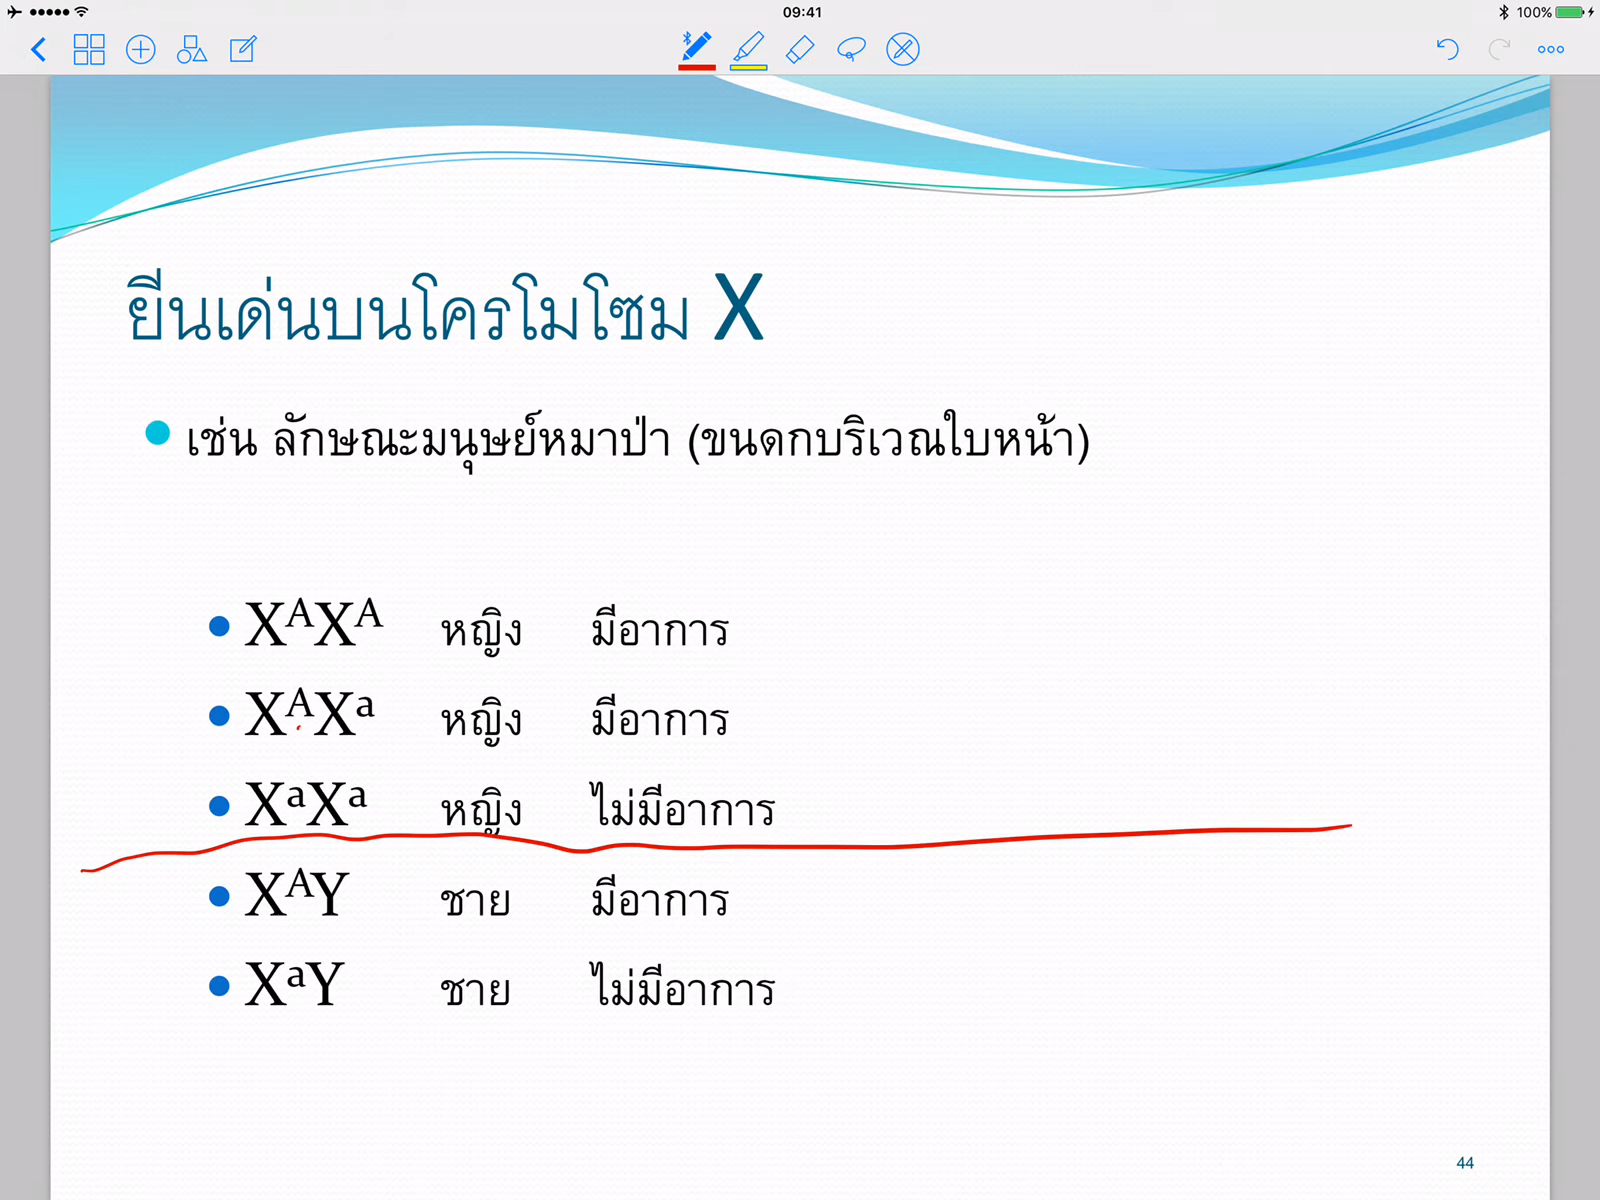 09:41
100%
ยีนเด่นบนโครโมโซม X
เช่น ลักษณะมนุษย์หมาป่า (ขนดกบริเวณใบหน้า)
XᴬXᴬ หญิง มีอาการ
XᴬXᵃ หญิง มีอาการ
XᵃXᵃ หญิง ไม่มีอาการ
XᴬY ชาย มีอาการ
XᵃY ชาย ไม่มีอาการ
44